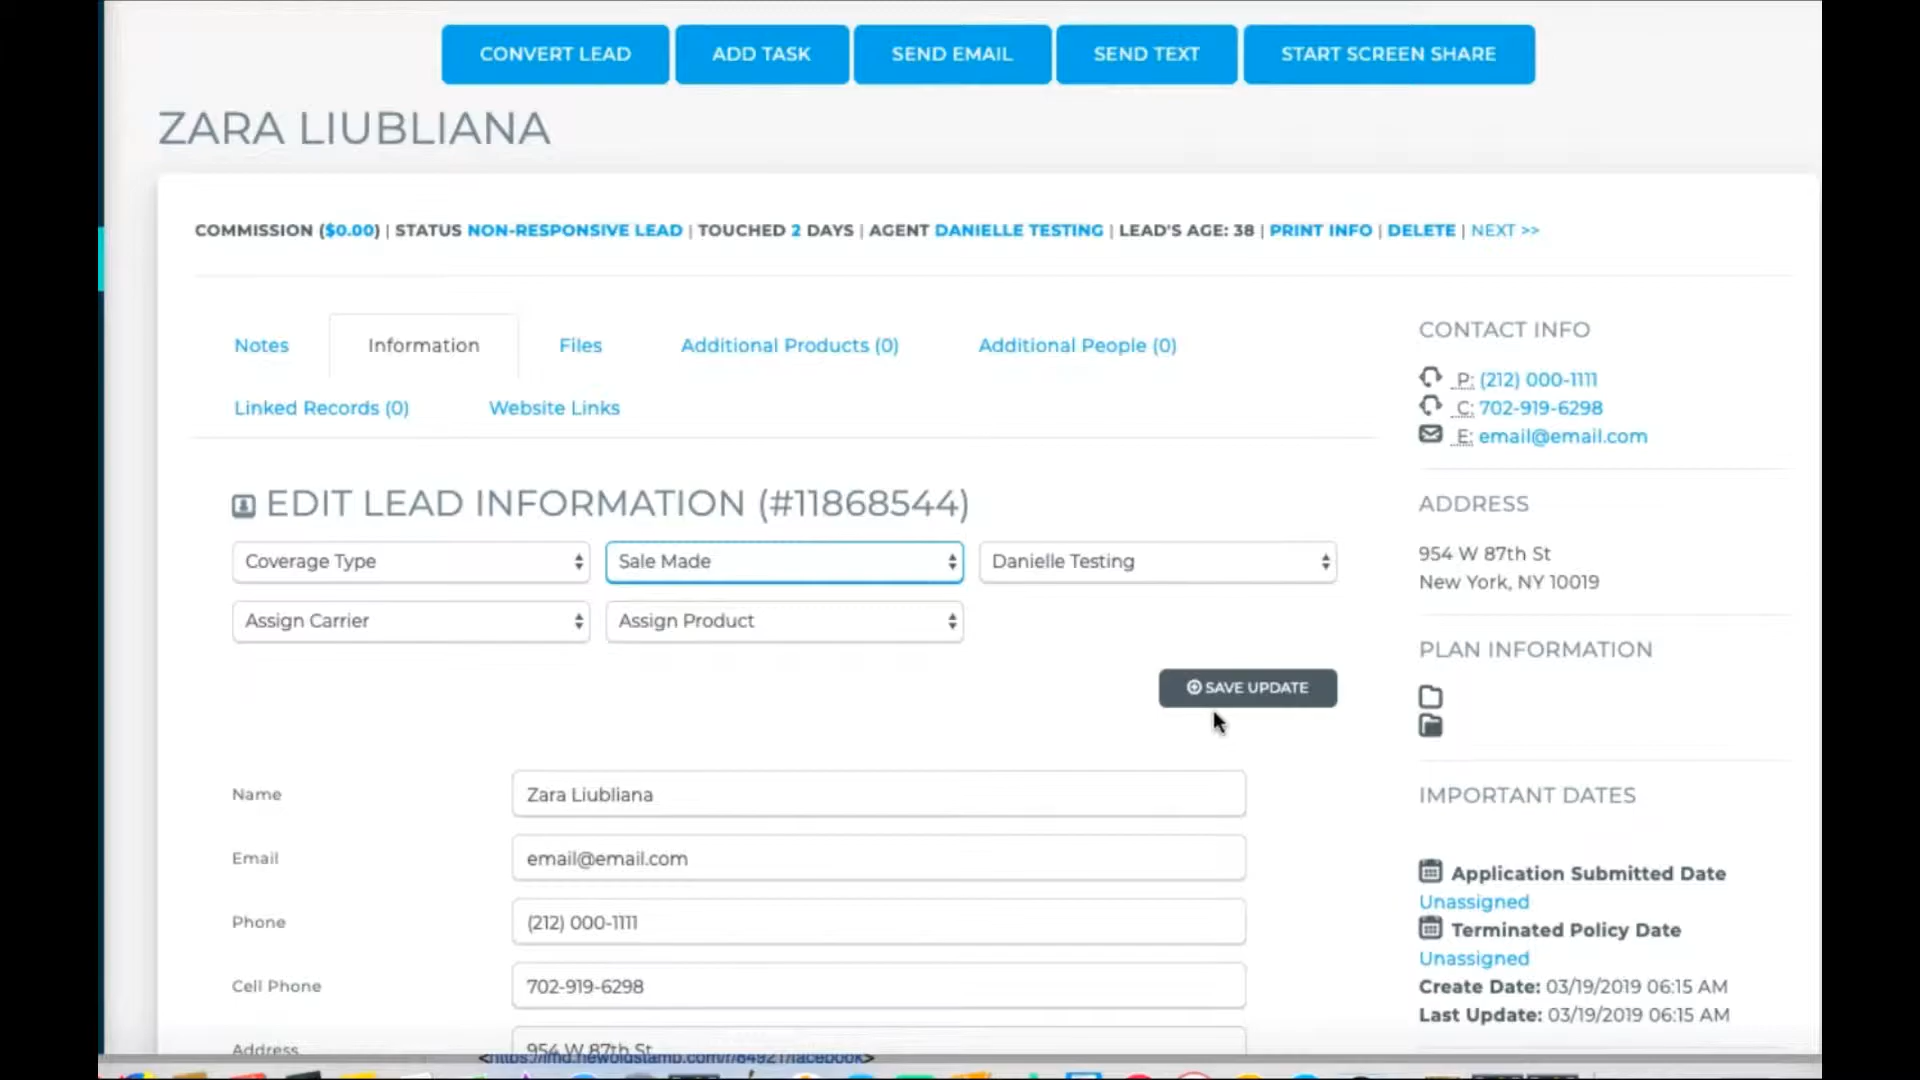 CONVERT LEAD
ADD TASK
SEND EMAIL
SEND TEXT
START SCREEN SHARE
ZARA LIUBLIANA
COMMISSION ($0.00) | STATUS NON-RESPONSIVE LEAD | TOUCHED 2 DAYS | AGENT DANIELLE TESTING | LEAD'S AGE: 38 | PRINT INFO | DELETE | NEXT >>
Notes
Information
Files
Additional Products (0)
Additional People (0)
Linked Records (0)
Website Links
EDIT LEAD INFORMATION (#11868544)
Coverage Type
Sale Made
Danielle Testing
Assign Carrier
Assign Product
SAVE UPDATE
Name
Zara Liubliana
Email
email@email.com
Phone
(212) 000-1111
Cell Phone
702-919-6298
Address
954 W 87th St
CONTACT INFO
P: (212) 000-1111
C: 702-919-6298
E: email@email.com
ADDRESS
954 W 87th St
New York, NY 10019
PLAN INFORMATION
IMPORTANT DATES
Application Submitted Date
Unassigned
Terminated Policy Date
Unassigned
Create Date: 03/19/2019 06:15 AM
Last Update: 03/19/2019 06:15 AM